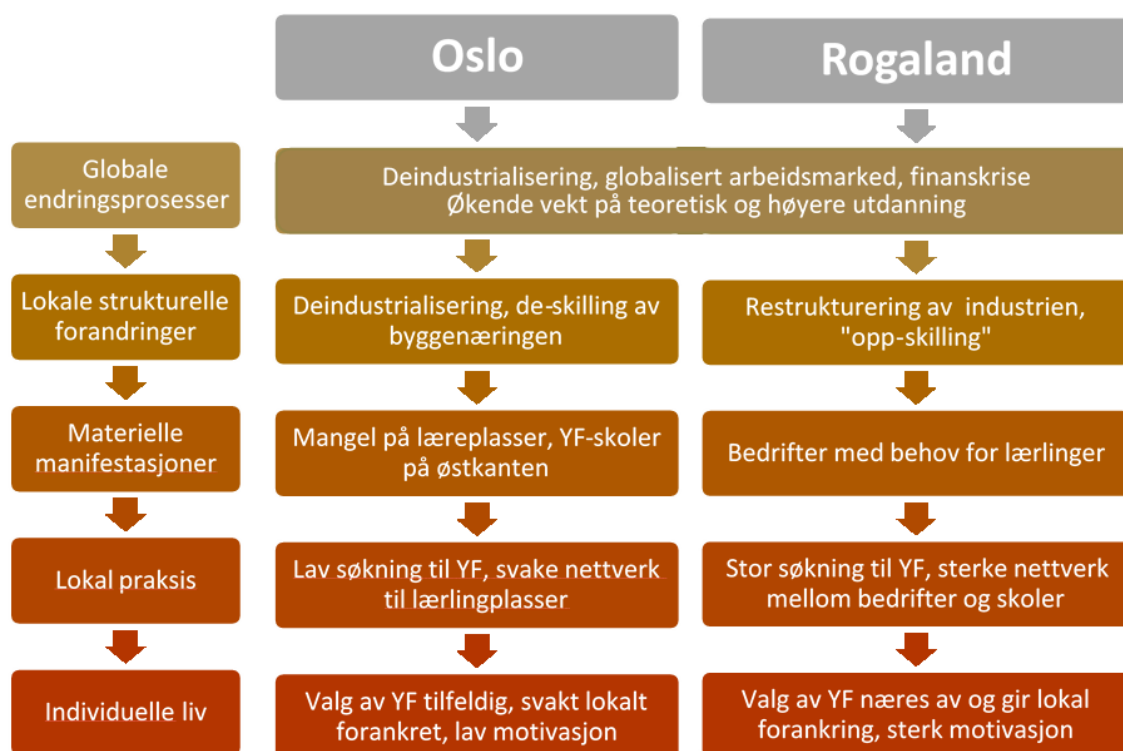 Oslo
Rogaland
Globale
endringsprosesser
Deindustrialisering, globalisert arbeidsmarked, finanskrise
Økende vekt på teoretisk og høyere utdanning
Lokale strukturelle
forandringer
Deindustrialisering, de-skilling av
byggenæringen
Restrukturering av industrien,
"opp-skilling"
Materielle
manifestasjoner
Mangel på læreplasser, YF-skoler
på østkanten
Bedrifter med behov for lærlinger
Lokal praksis
Lav søkning til YF, svake nettverk
til lærlingplasser
Stor søkning til YF, sterke nettverk
mellom bedrifter og skoler
Individuelle liv
Valg av YF tilfeldig, svakt lokalt
forankret, lav motivasjon
Valg av YF næres av og gir lokal
forankring, sterk motivasjon